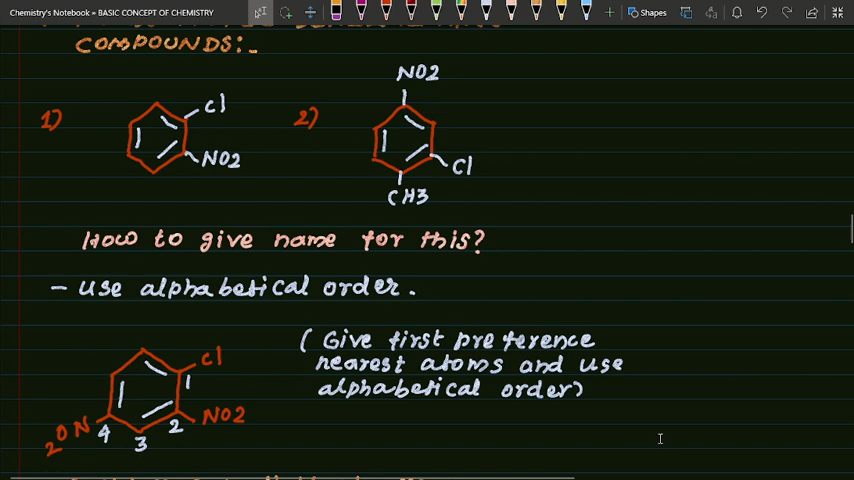 Chemistry's Notebook » BASIC CONCEPT OF CHEMISTRY
Shapes
COMPOUNDS:-
1)
Cl
NO2
2)
NO2
Cl
CH3
How to give name for this?
- Use alphabetical order.
(Give first preference
nearest atoms and use
alphabetical order)
Cl
1
NO2
2
3
4
2ON